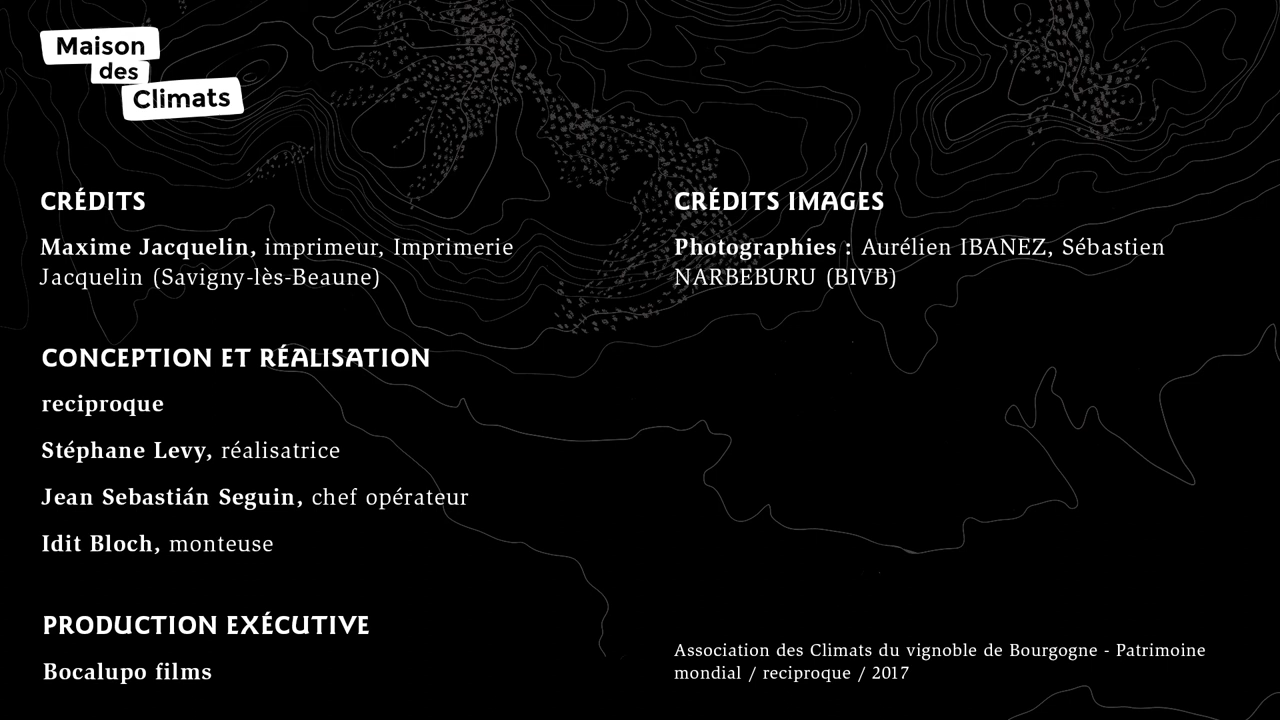 Maison
des
Climats
CRÉDITS
Maxime Jacquelin, imprimeur, Imprimerie
Jacquelin (Savigny-lès-Beaune)
CONCEPTION ET RÉALISATION
reciproque
Stéphane Levy, réalisatrice
Jean Sebastián Seguin, chef opérateur
Idit Bloch, monteuse
PRODUCTION EXÉCUTIVE
Bocalupo films
CRÉDITS IMAGES
Photographies : Aurélien IBANEZ, Sébastien
NARBEBURU (BIVB)
Association des Climats du vignoble de Bourgogne - Patrimoine
mondial / reciproque / 2017